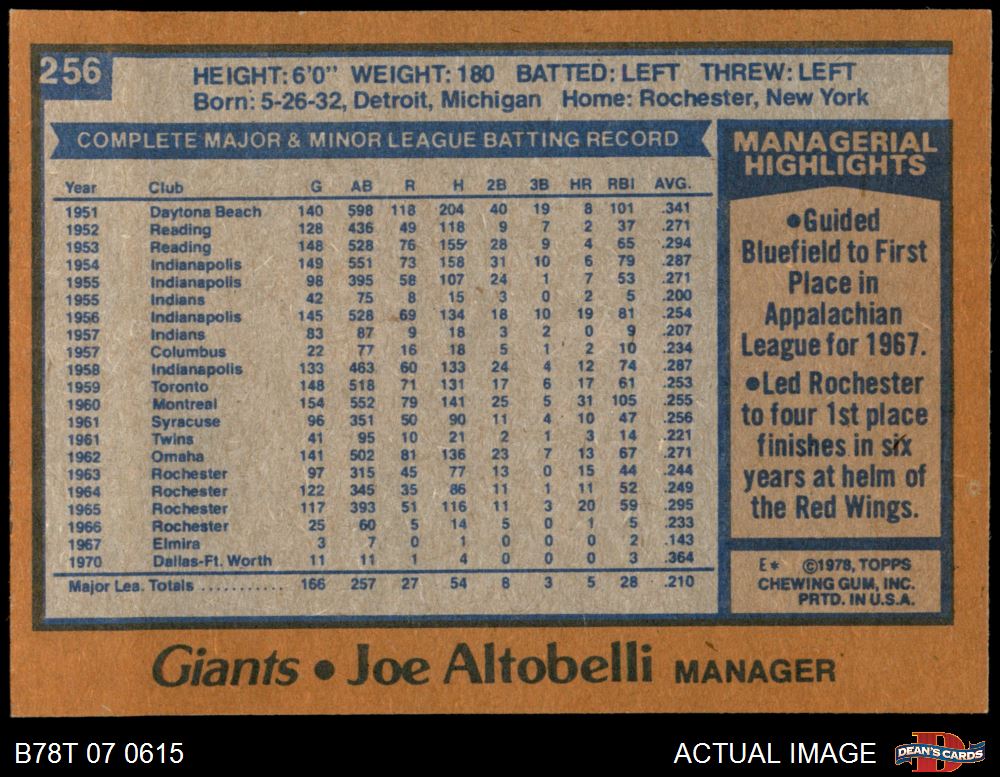 256
HEIGHT: 6'0" WEIGHT: 180 BATTED: LEFT THREW: LEFT
Born: 5-26-32, Detroit, Michigan Home: Rochester, New York
COMPLETE MAJOR & MINOR LEAGUE BATTING RECORD
Year Club G AB R H 2B 3B HR RBI AVG.
1951 Daytona Beach 140 598 118 204 40 19 8 101 .341
1952 Reading 128 436 49 118 9 7 2 37 .271
1953 Reading 148 528 76 155 28 9 4 65 .294
1954 Indianapolis 149 551 73 158 31 10 6 79 .287
1955 Indianapolis 98 395 58 107 24 1 7 53 .271
1955 Indians 42 75 8 15 3 0 2 5 .200
1956 Indianapolis 145 528 69 134 18 10 19 81 .254
1957 Indians 83 87 9 18 3 2 0 9 .207
1957 Columbus 22 77 16 18 5 1 2 10 .234
1958 Indianapolis 133 463 60 133 24 4 12 74 .287
1959 Toronto 148 518 71 131 17 6 17 61 .253
1960 Montreal 154 552 79 141 25 5 31 105 .255
1961 Syracuse 96 351 50 90 11 4 10 47 .256
1961 Twins 41 95 10 21 2 1 3 14 .221
1962 Omaha 141 502 81 136 23 7 13 67 .271
1963 Rochester 97 315 45 77 13 0 15 44 .244
1964 Rochester 122 345 35 86 11 1 11 52 .249
1965 Rochester 117 393 51 116 11 3 20 59 .295
1966 Rochester 25 60 5 14 5 0 1 5 .233
1967 Elmira 3 7 0 1 0 0 0 2 .143
1970 Dallas-Ft. Worth 11 11 1 4 0 0 0 3 .364
Major Lea. Totals ............ 166 257 27 54 8 3 5 28 .210
MANAGERIAL
HIGHLIGHTS
●Guided
Bluefield to First
Place in
Appalachian
League for 1967.
●Led Rochester
to four 1st place
finishes in six
years at helm of
the Red Wings.
E* ©1978, TOPPS
CHEWING GUM, INC.
PRTD. IN U.S.A.
Giants ● Joe Altobelli MANAGER
B78T 07 0615
ACTUAL IMAGE
DEAN'S CARDS